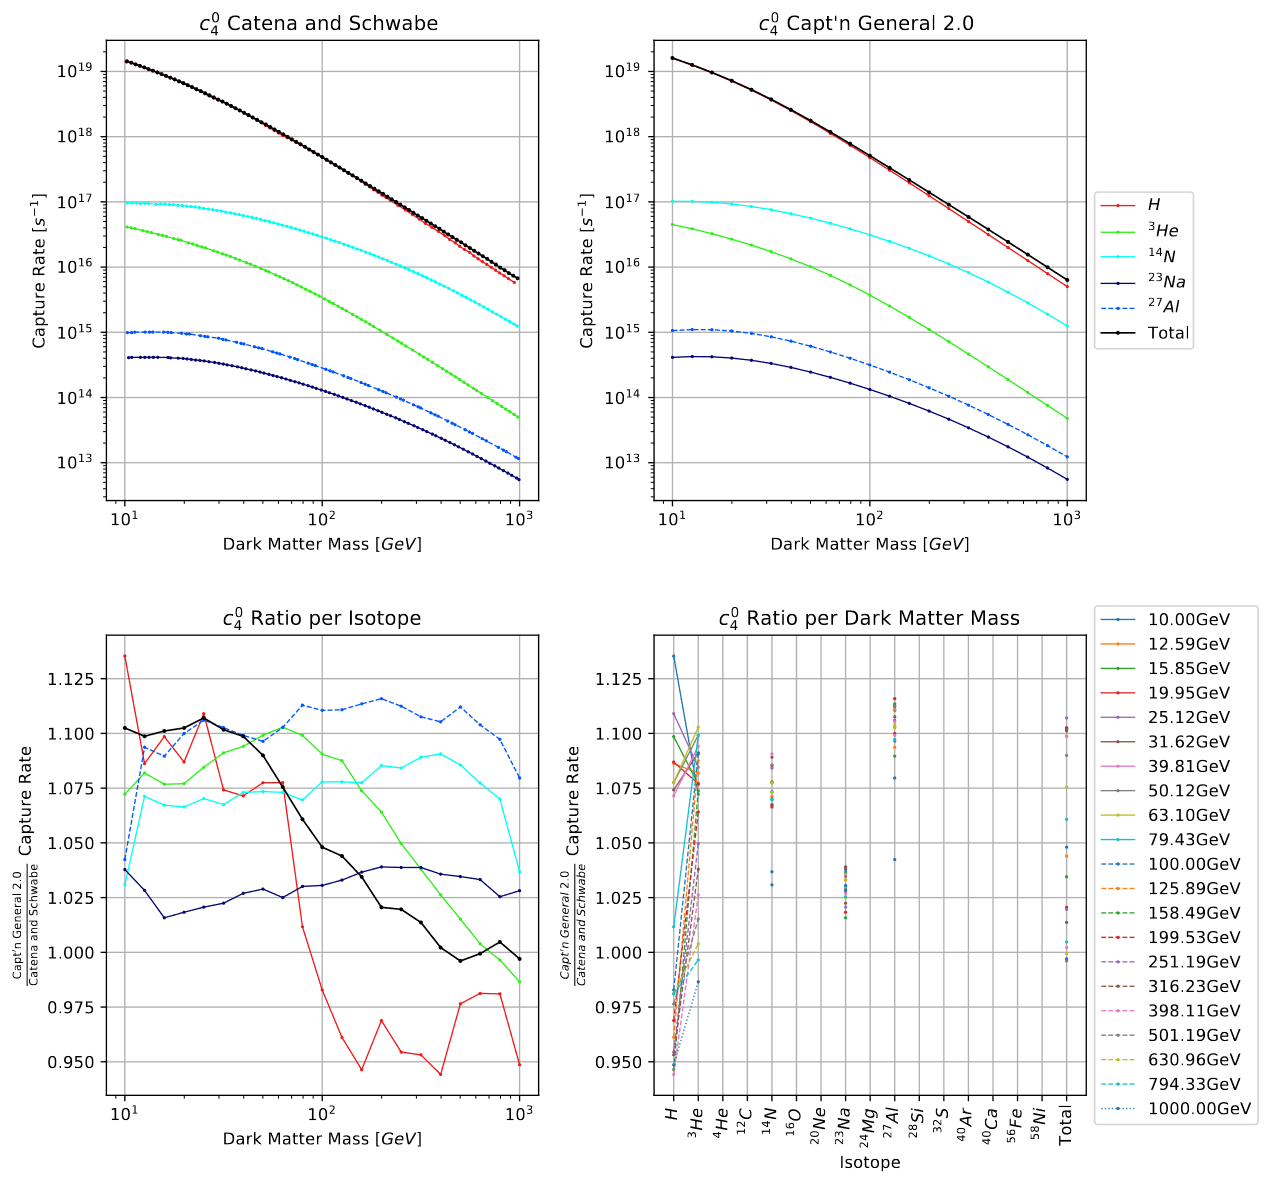 c₄⁰ Catena and Schwabe
Capture Rate [s⁻¹]
10¹⁹
10¹⁸
10¹⁷
10¹⁶
10¹⁵
10¹⁴
10¹³
10¹ 10² 10³
Dark Matter Mass [GeV]
c₄⁰ Capt'n General 2.0
Capture Rate [s⁻¹]
10¹⁹
10¹⁸
10¹⁷
10¹⁶
10¹⁵
10¹⁴
10¹³
10¹ 10² 10³
Dark Matter Mass [GeV]
H
³He
¹⁴N
²³Na
²⁷Al
Total
c₄⁰ Ratio per Isotope
Capt'n General 2.0
Catena and Schwabe
Capture Rate
1.125
1.100
1.075
1.050
1.025
1.000
0.975
0.950
10¹ 10² 10³
Dark Matter Mass [GeV]
c₄⁰ Ratio per Dark Matter Mass
Capt'n General 2.0
Catena and Schwabe
Capture Rate
1.125
1.100
1.075
1.050
1.025
1.000
0.975
0.950
H
³He
⁴He
¹²C
¹⁴N
¹⁶O
²⁰Ne
²³Na
²⁴Mg
²⁷Al
²⁸Si
³²S
⁴⁰Ar
⁴⁰Ca
⁵⁶Fe
⁵⁸Ni
Total
Isotope
10.00GeV
12.59GeV
15.85GeV
19.95GeV
25.12GeV
31.62GeV
39.81GeV
50.12GeV
63.10GeV
79.43GeV
100.00GeV
125.89GeV
158.49GeV
199.53GeV
251.19GeV
316.23GeV
398.11GeV
501.19GeV
630.96GeV
794.33GeV
1000.00GeV